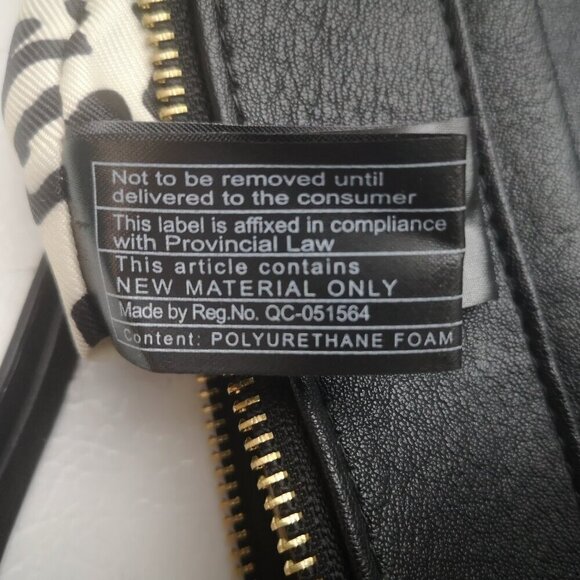 Not to be removed until
delivered to the consumer
This label is affixed in compliance
with Provincial Law
This article contains
NEW MATERIAL ONLY
Made by Reg.No. QC-051564
Content: POLYURETHANE FOAM